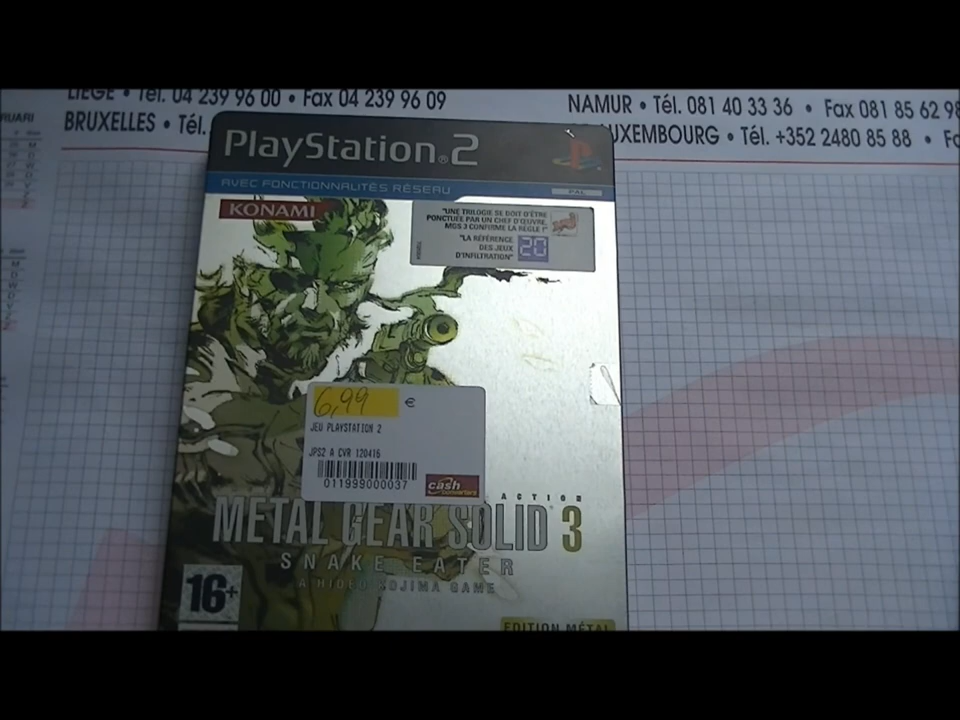 LIEGE • Tél. 04 239 96 00 • Fax 04 239 96 09
BRUXELLES • Tél.
NAMUR • Tél. 081 40 33 36 • Fax 081 85 62 98
UXEMBOURG • Tél. +352 2480 85 88 •
PlayStation®2
AVEC FONCTIONNALITÉS RÉSEAU
PAL
KONAMI
"UNE TRILOGIE SE DOIT D'ÊTRE
PONCTUÉE PAR UN CHEF D'ŒUVRE,
MGS 3 CONFIRME LA RÈGLE !"
"LA RÉFÉRENCE
DES JEUX
D'INFILTRATION"
20
6,99 €
JEU PLAYSTATION 2
JPS2 A CVR 120416
011999000037
cash
converters
ACTION
METAL GEAR SOLID 3
SNAKE EATER
A HIDEO KOJIMA GAME
16+
EDITION MÉTAL